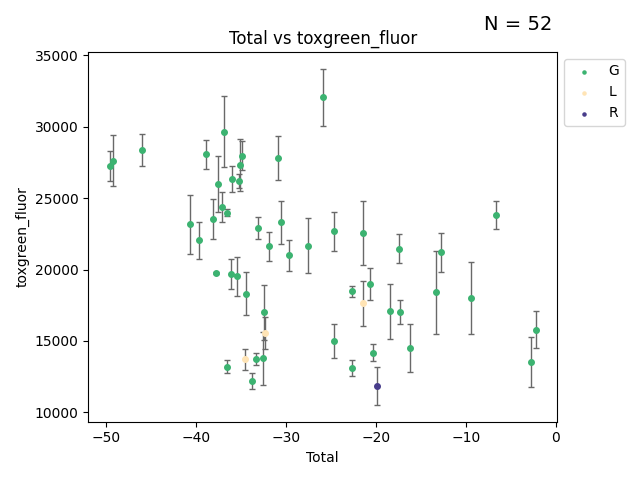 N = 52
Total vs toxgreen_fluor
G
L
R
toxgreen_fluor
35000
30000
25000
20000
15000
10000
−50 −40 −30 −20 −10 0
Total